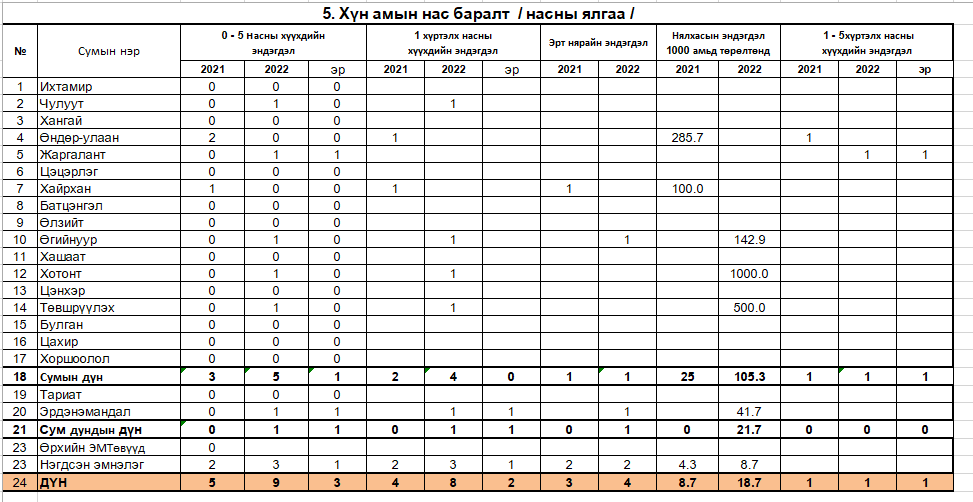 5. Хүн амын нас баралт / насны ялгаа /
№ Сумын нэр 0 - 5 насны хүүхдийн эндэгдэл 1 хүртэлх насны хүүхдийн эндэгдэл Эрт нярайн эндэгдэл Нялхасын эндэгдэл 1000 амьд төрөлтөнд 1 - 5хүртэлх насны хүүхдийн эндэгдэл
2021 2022 эр 2021 2022 эр 2021 2022 2021 2022 2021 2022 эр
1 Ихтамир 0 0 0
2 Чулуут 0 1 0 1
3 Хангай 0 0 0
4 Өндөр-улаан 2 0 0 1 285.7 1
5 Жаргалант 0 1 1 1 1
6 Цэцэрлэг 0 0 0
7 Хайрхан 1 0 0 1 1 100.0
8 Батцэнгэл 0 0 0
9 Өлзийт 0 0 0
10 Өгийнуур 0 1 0 1 1 142.9
11 Хашаат 0 0 0
12 Хотонт 0 1 0 1 1000.0
13 Цэнхэр 0 0 0
14 Төвшрүүлэх 0 1 0 1 500.0
15 Булган 0 0 0
16 Цахир 0 0 0
17 Хоршоолол 0 0 0
18 Сумын дүн 3 5 1 2 4 0 1 1 25 105.3 1 1 1
19 Тариат 0 0 0
20 Эрдэнэмандал 0 1 1 1 1 1 41.7
21 Сум дундын дүн 0 1 1 0 1 1 0 1 0 21.7 0 0 0
23 Өрхийн ЭМТөвүүд 0
23 Нэгдсэн эмнэлэг 2 3 1 2 3 1 2 2 4.3 8.7
24 ДҮН 5 9 3 4 8 2 3 4 8.7 18.7 1 1 1